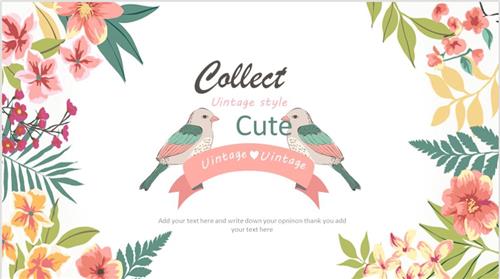 Collect
Vintage style
Cute
Vintage♥Vintage
Add your text here and write down your opninon thank you add
your text here